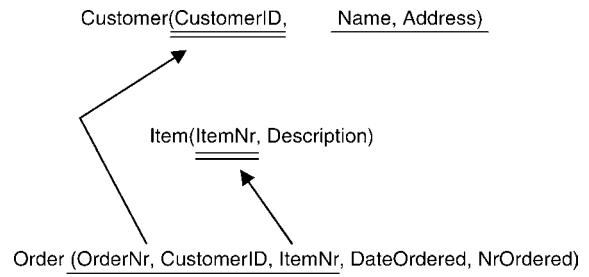 Customer(CustomerID, Name, Address)
Item(ItemNr, Description)
Order (OrderNr, CustomerID, ItemNr, DateOrdered, NrOrdered)